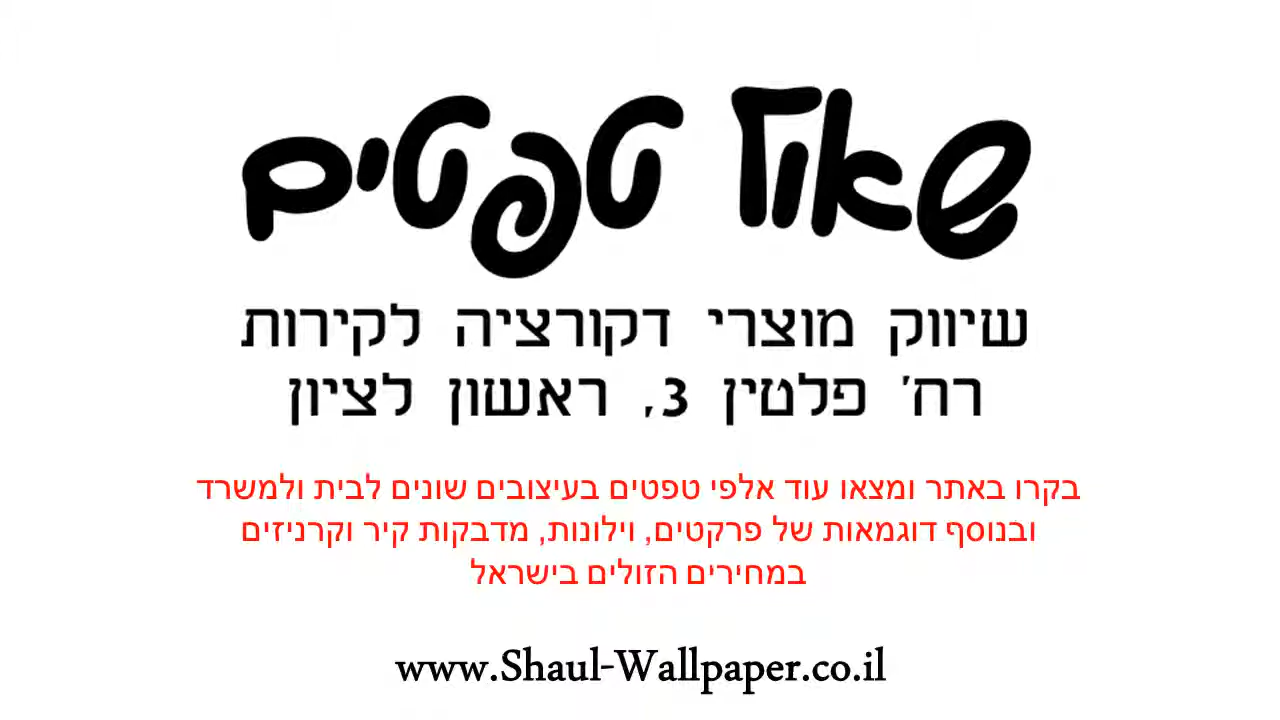 שאול טפטים
שיווק מוצרי דקורציה לקירות
רח' פלטין 3, ראשון לציון
בקרו באתר ומצאו עוד אלפי טפטים בעיצובים שונים לבית ולמשרד
ובנוסף דוגמאות של פרקטים, וילונות, מדבקות קיר וקרניזים
במחירים הזולים בישראל
www.Shaul-Wallpaper.co.il